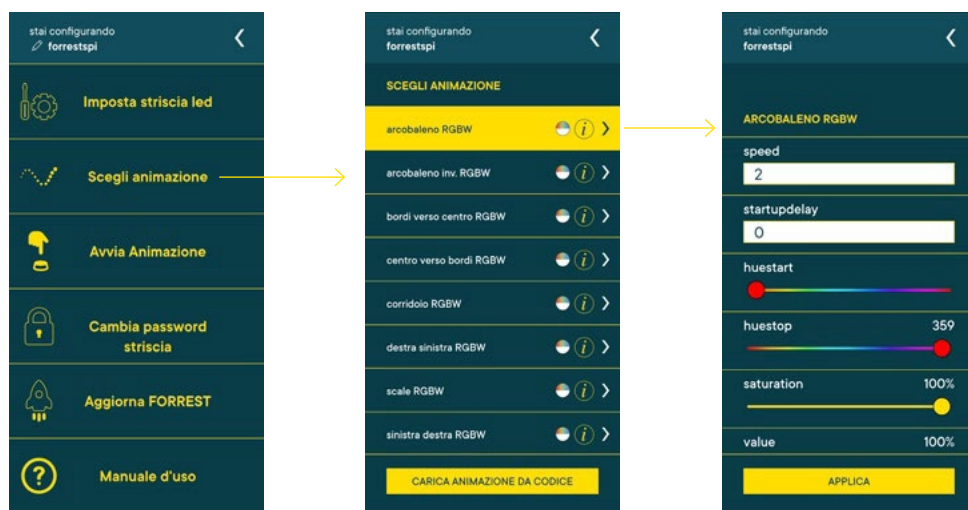 stai configurando
forrestspi
Imposta striscia led
Scegli animazione
Avvia Animazione
Cambia password
striscia
Aggiorna FORREST
?
Manuale d'uso
stai configurando
forrestspi
SCEGLI ANIMAZIONE
arcobaleno RGBW i
arcobaleno inv. RGBW i
bordi verso centro RGBW i
centro verso bordi RGBW i
corridoio RGBW i
destra sinistra RGBW i
scale RGBW i
sinistra destra RGBW i
CARICA ANIMAZIONE DA CODICE
stai configurando
forrestspi
ARCOBALENO RGBW
speed
2
startupdelay
0
huestart
huestop 359
saturation 100%
value 100%
APPLICA